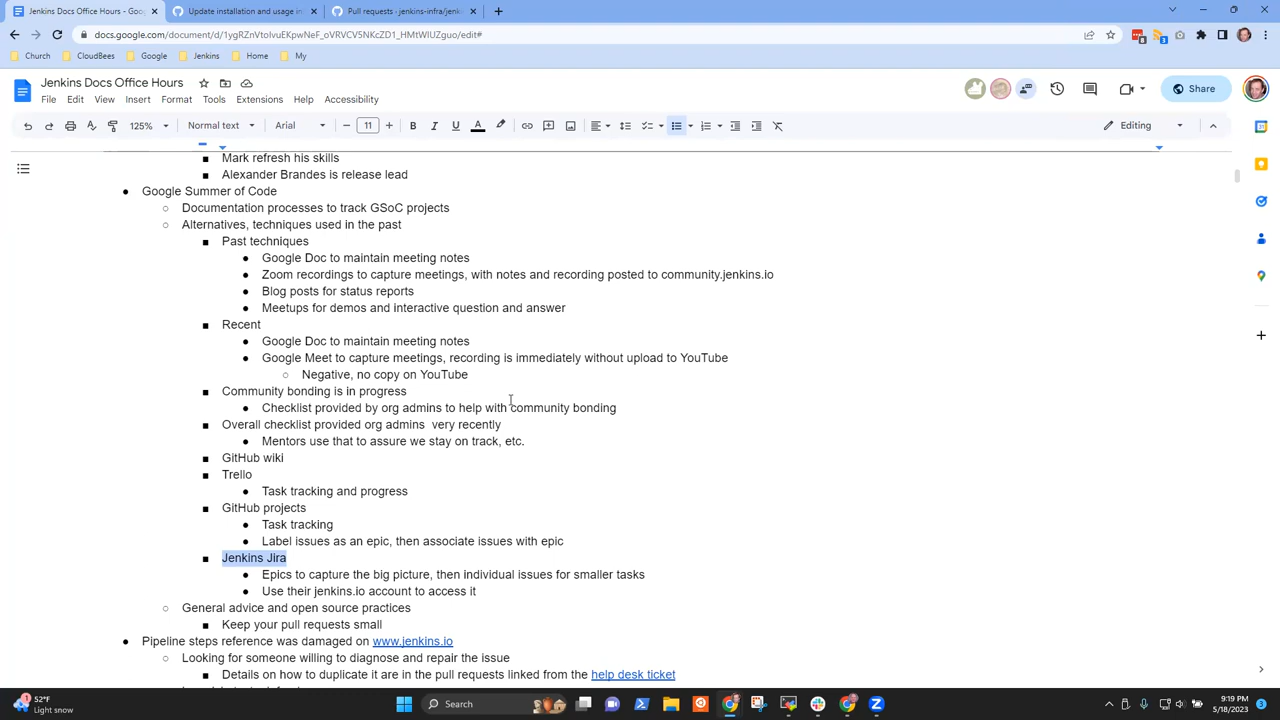 Jenkins Docs Office Hours - Goo
Update installation and usage in
Pull requests · jenkins-infra/jenk
docs.google.com/document/d/1ygRZnVtoIvuEKpwNeF_oVRVCV5NKcZD1_HMtWIUZguo/edit#
Church
CloudBees
Google
Jenkins
Home
My
Jenkins Docs Office Hours
File Edit View Insert Format Tools Extensions Help Accessibility
Share
125%
Normal text
Arial
11
Editing
Mark refresh his skills
Alexander Brandes is release lead
Google Summer of Code
Documentation processes to track GSoC projects
Alternatives, techniques used in the past
Past techniques
Google Doc to maintain meeting notes
Zoom recordings to capture meetings, with notes and recording posted to community.jenkins.io
Blog posts for status reports
Meetups for demos and interactive question and answer
Recent
Google Doc to maintain meeting notes
Google Meet to capture meetings, recording is immediately without upload to YouTube
Negative, no copy on YouTube
Community bonding is in progress
Checklist provided by org admins to help with community bonding
Overall checklist provided org admins very recently
Mentors use that to assure we stay on track, etc.
GitHub wiki
Trello
Task tracking and progress
GitHub projects
Task tracking
Label issues as an epic, then associate issues with epic
Jenkins Jira
Epics to capture the big picture, then individual issues for smaller tasks
Use their jenkins.io account to access it
General advice and open source practices
Keep your pull requests small
Pipeline steps reference was damaged on www.jenkins.io
Looking for someone willing to diagnose and repair the issue
Details on how to duplicate it are in the pull requests linked from the help desk ticket
52°F
Light snow
Search
9:19 PM
5/18/2023